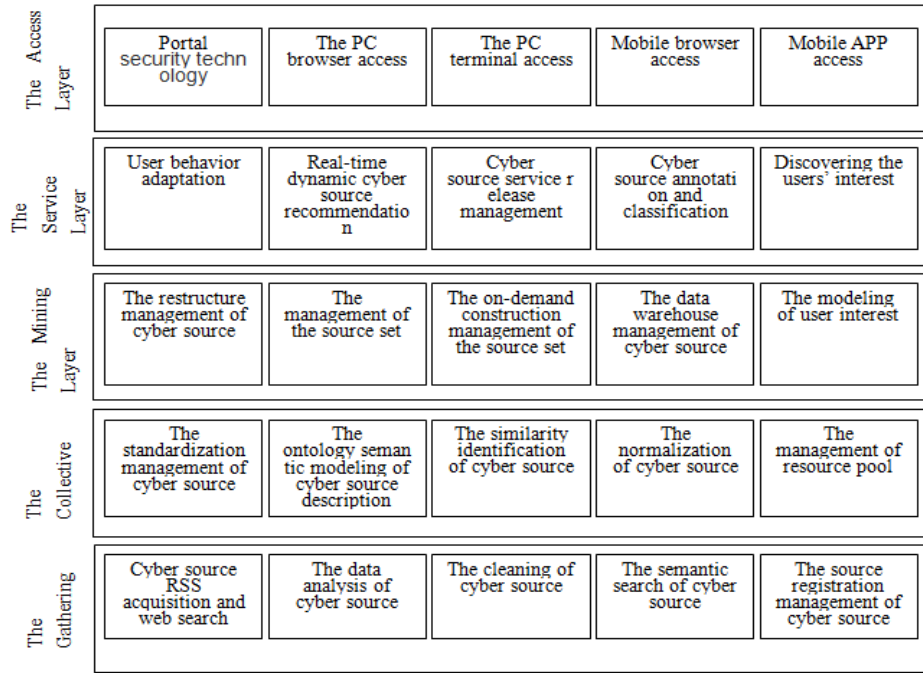 The Access
Layer
Portal
security techn
ology
The PC
browser access
The PC
terminal access
Mobile browser
access
Mobile APP
access
The
Service
Layer
User behavior
adaptation
Real-time
dynamic cyber
source
recommendatio
n
Cyber
source service r
elease
management
Cyber
source annotati
on and
classification
Discovering the
users' interest
The Mining
Layer
The restructure
management of
cyber source
The
management of
the source set
The on-demand
construction
management of
the source set
The data
warehouse
management of
cyber source
The modeling
of user interest
The
Collective
The
standardization
management of
cyber source
The
ontology seman
tic modeling of
cyber source
description
The similarity
identification
of cyber source
The
normalization
of cyber source
The
management of
resource pool
The
Gathering
Cyber source
RSS
acquisition and
web search
The data
analysis of
cyber source
The cleaning of
cyber source
The semantic
search of cyber
source
The source
registration
management of
cyber source